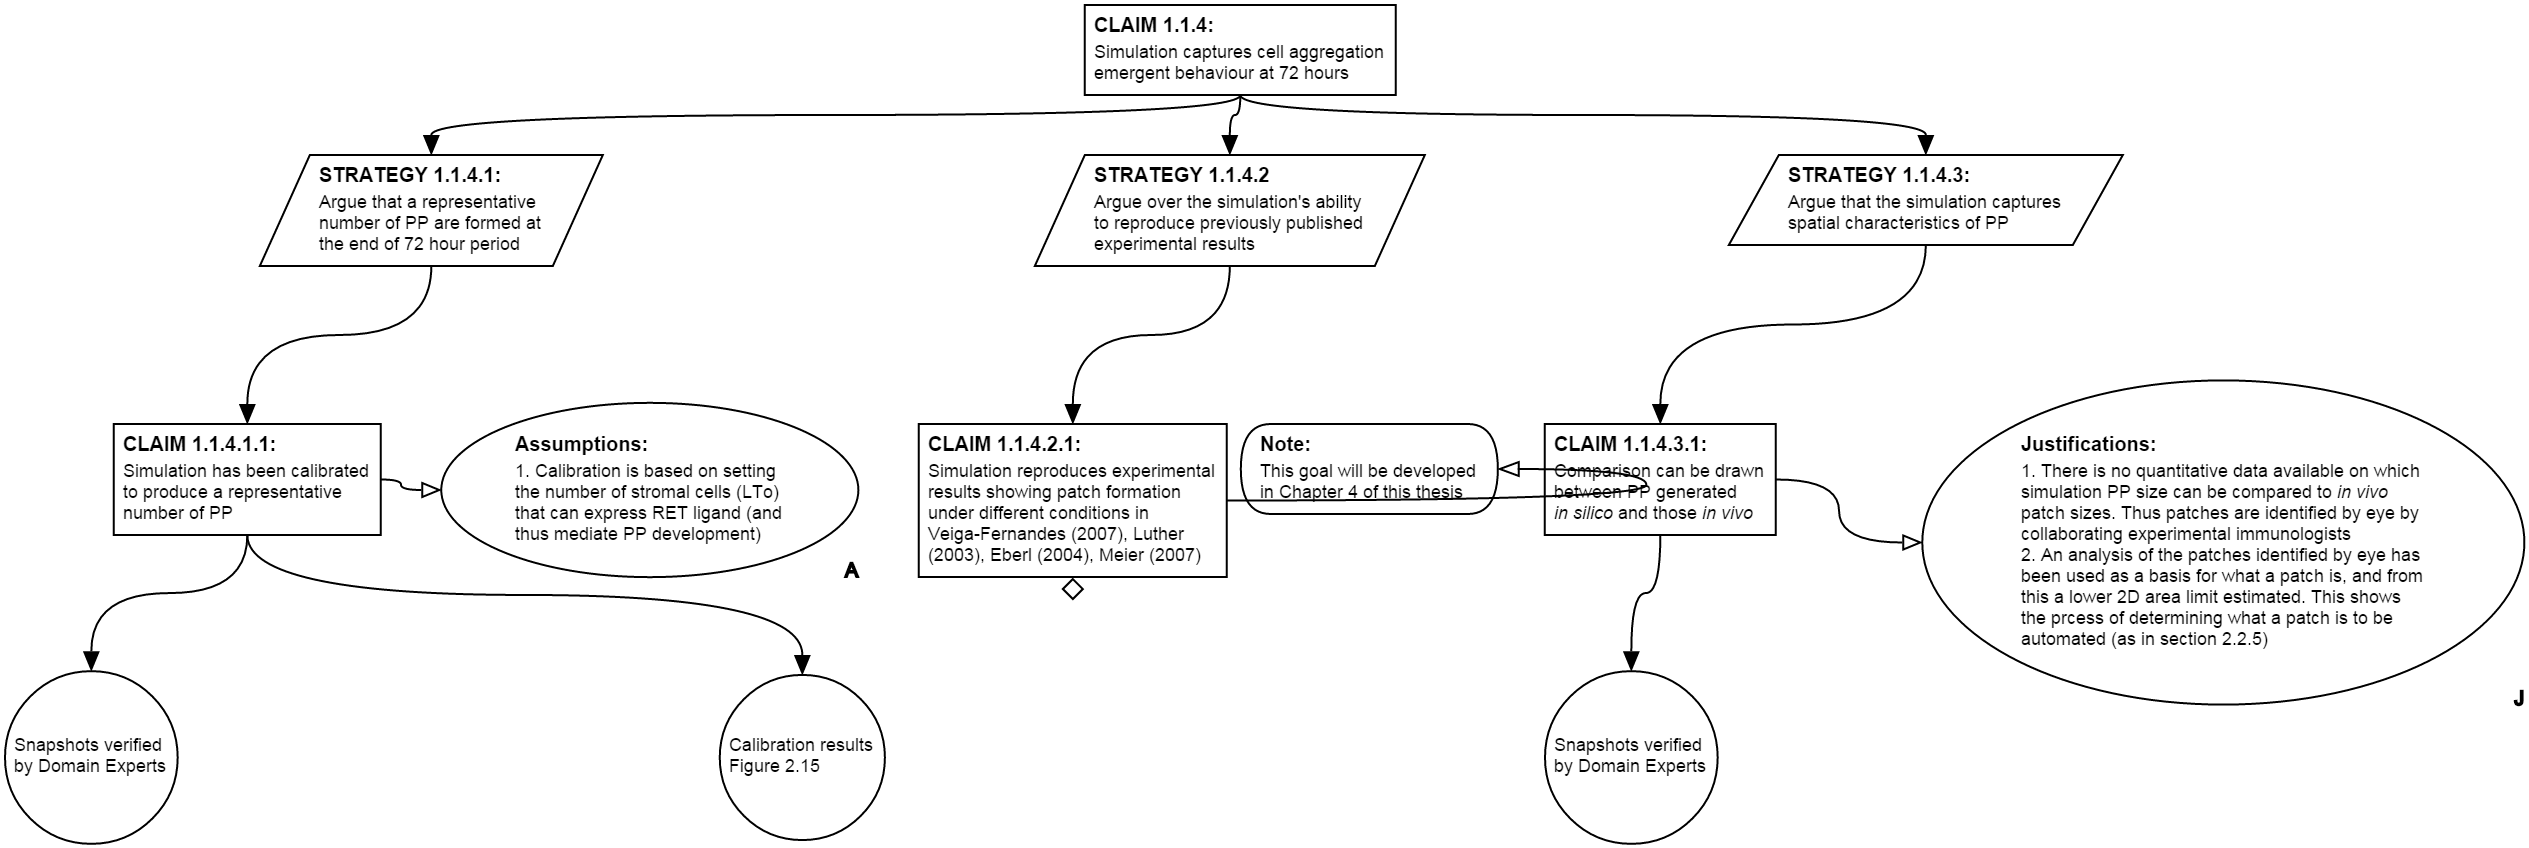 CLAIM 1.1.4:
Simulation captures cell aggregation
emergent behaviour at 72 hours
STRATEGY 1.1.4.1:
Argue that a representative
number of PP are formed at
the end of 72 hour period
STRATEGY 1.1.4.2
Argue over the simulation's ability
to reproduce previously published
experimental results
STRATEGY 1.1.4.3:
Argue that the simulation captures
spatial characteristics of PP
CLAIM 1.1.4.1.1:
Simulation has been calibrated
to produce a representative
number of PP
Assumptions:
1. Calibration is based on setting
the number of stromal cells (LTo)
that can express RET ligand (and
thus mediate PP development)
A
CLAIM 1.1.4.2.1:
Simulation reproduces experimental
results showing patch formation
under different conditions in
Veiga-Fernandes (2007), Luther
(2003), Eberl (2004), Meier (2007)
Note:
This goal will be developed
in Chapter 4 of this thesis
CLAIM 1.1.4.3.1:
Comparison can be drawn
between PP generated
in silico and those in vivo
Justifications:
1. There is no quantitative data available on which
simulation PP size can be compared to in vivo
patch sizes. Thus patches are identified by eye by
collaborating experimental immunologists
2. An analysis of the patches identified by eye has
been used as a basis for what a patch is, and from
this a lower 2D area limit estimated. This shows
the prcess of determining what a patch is to be
automated (as in section 2.2.5)
J
Snapshots verified
by Domain Experts
Calibration results
Figure 2.15
Snapshots verified
by Domain Experts